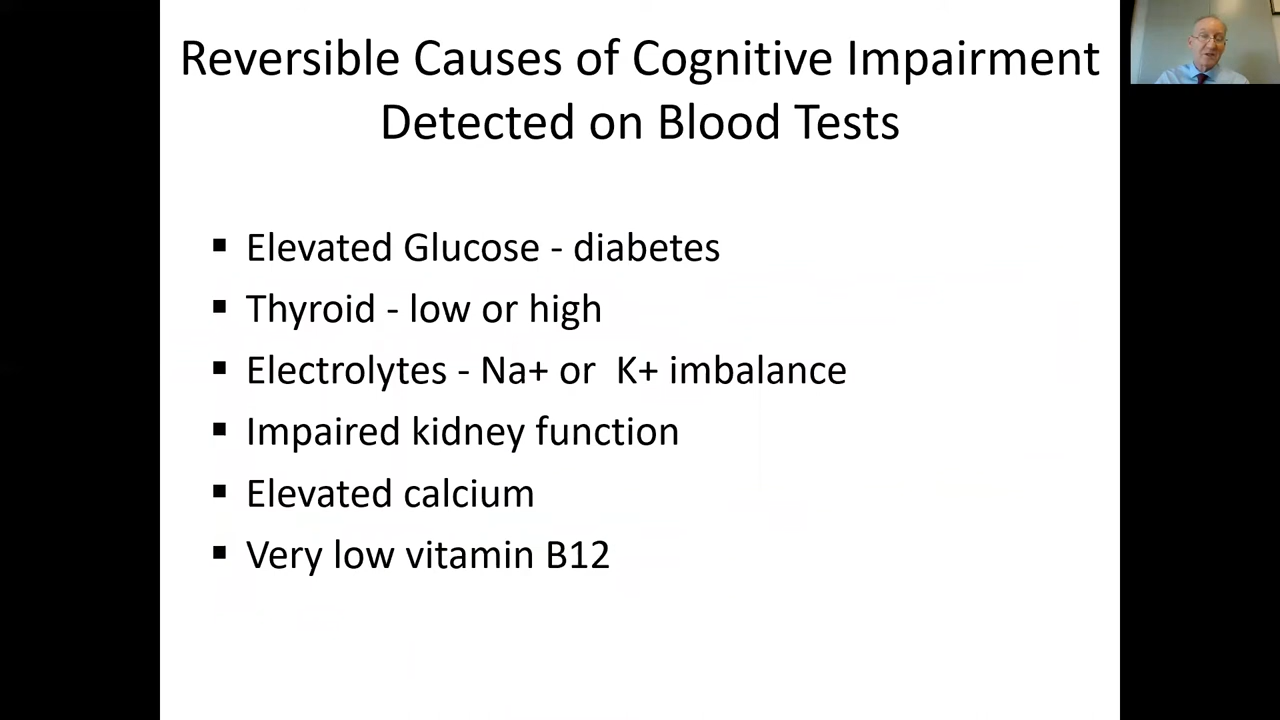 Reversible Causes of Cognitive Impairment
Detected on Blood Tests
▪ Elevated Glucose - diabetes
▪ Thyroid - low or high
▪ Electrolytes - Na+ or  K+ imbalance
▪ Impaired kidney function
▪ Elevated calcium
▪ Very low vitamin B12